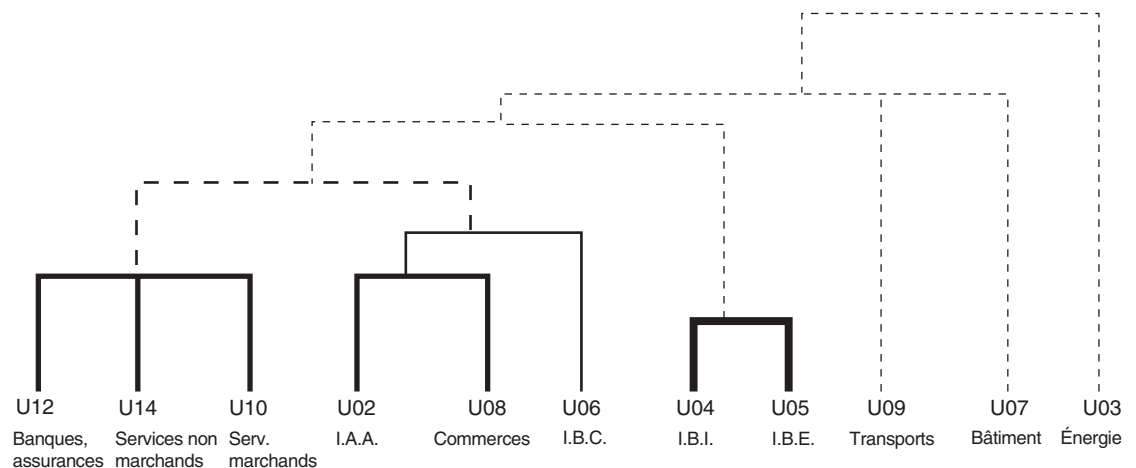 U12 U14 U10 U02 U08 U06 U04 U05 U09 U07 U03
Banques, Services non Serv. I.A.A. Commerces I.B.C. I.B.I. I.B.E. Transports Bâtiment Énergie
assurances marchands marchands